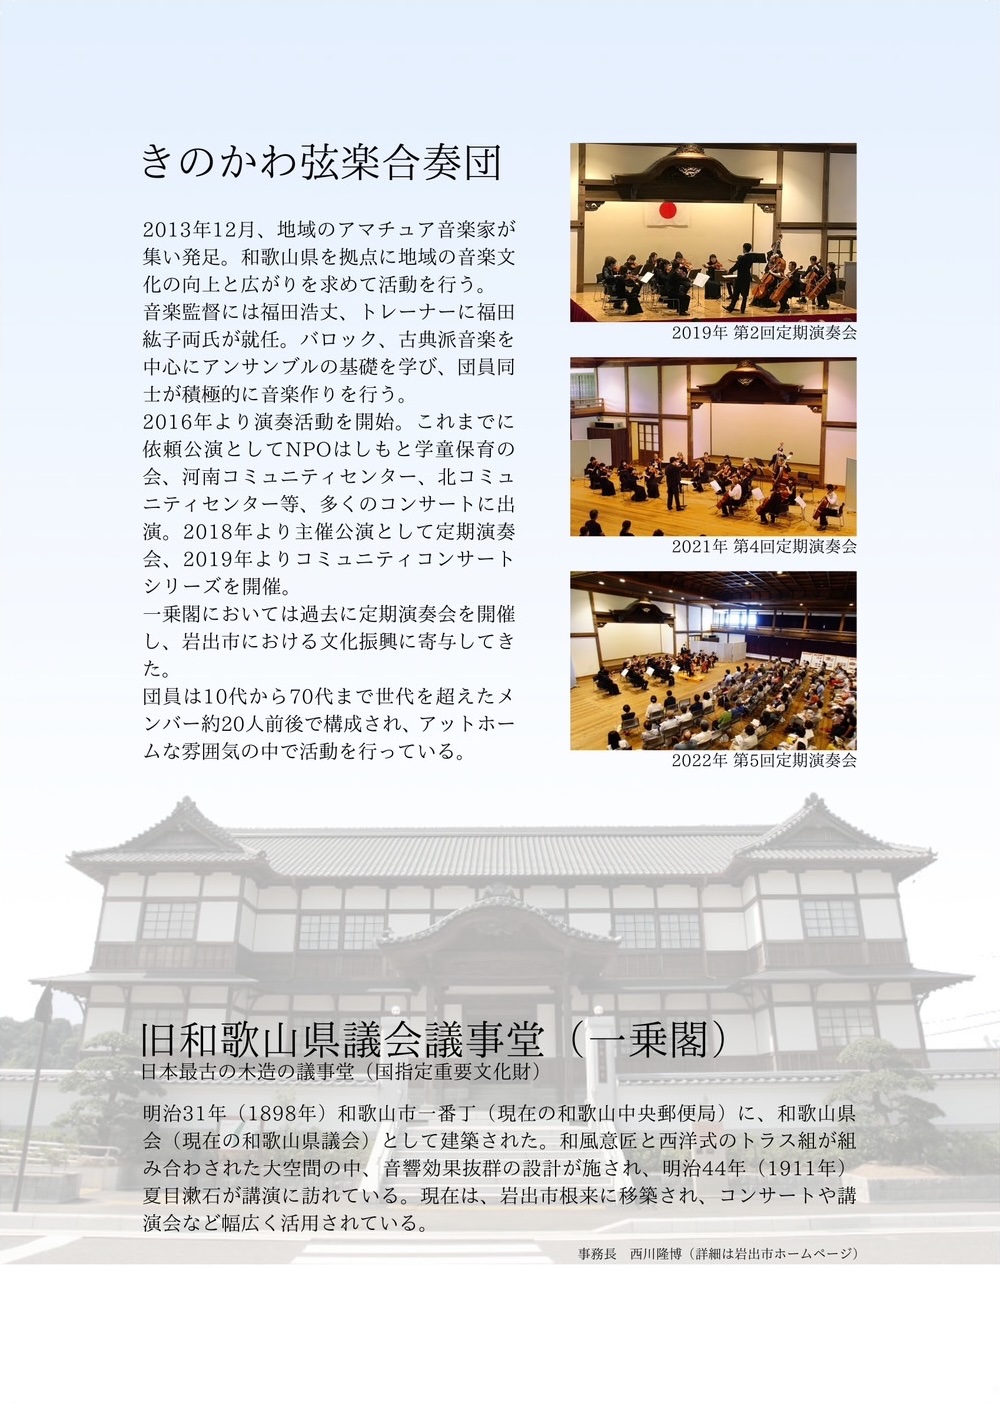 きのかわ弦楽合奏団
2013年12月、地域のアマチュア音楽家が
集い発足。和歌山県を拠点に地域の音楽文
化の向上と広がりを求めて活動を行う。
音楽監督には福田浩丈、トレーナーに福田
紘子両氏が就任。バロック、古典派音楽を
中心にアンサンブルの基礎を学び、団員同
士が積極的に音楽作りを行う。
2016年より演奏活動を開始。これまでに
依頼公演としてNPOはしもと学童保育の
会、河南コミュニティセンター、北コミュ
ニティセンター等、多くのコンサートに出
演。2018年より主催公演として定期演奏
会、2019年よりコミュニティコンサート
シリーズを開催。
一乗閣においては過去に定期演奏会を開催
し、岩出市における文化振興に寄与してき
た。
団員は10代から70代まで世代を超えたメ
ンバー約20人前後で構成され、アットホー
ムな雰囲気の中で活動を行っている。
2019年 第2回定期演奏会
2021年 第4回定期演奏会
2022年 第5回定期演奏会
旧和歌山県議会議事堂（一乗閣）
日本最古の木造の議事堂（国指定重要文化財）
明治31年（1898年）和歌山市一番丁（現在の和歌山中央郵便局）に、和歌山県
会（現在の和歌山県議会）として建築された。和風意匠と西洋式のトラス組が組
み合わされた大空間の中、音響効果抜群の設計が施され、明治44年（1911年）
夏目漱石が講演に訪れている。現在は、岩出市根来に移築され、コンサートや講
演会など幅広く活用されている。
事務長　西川隆博（詳細は岩出市ホームページ）